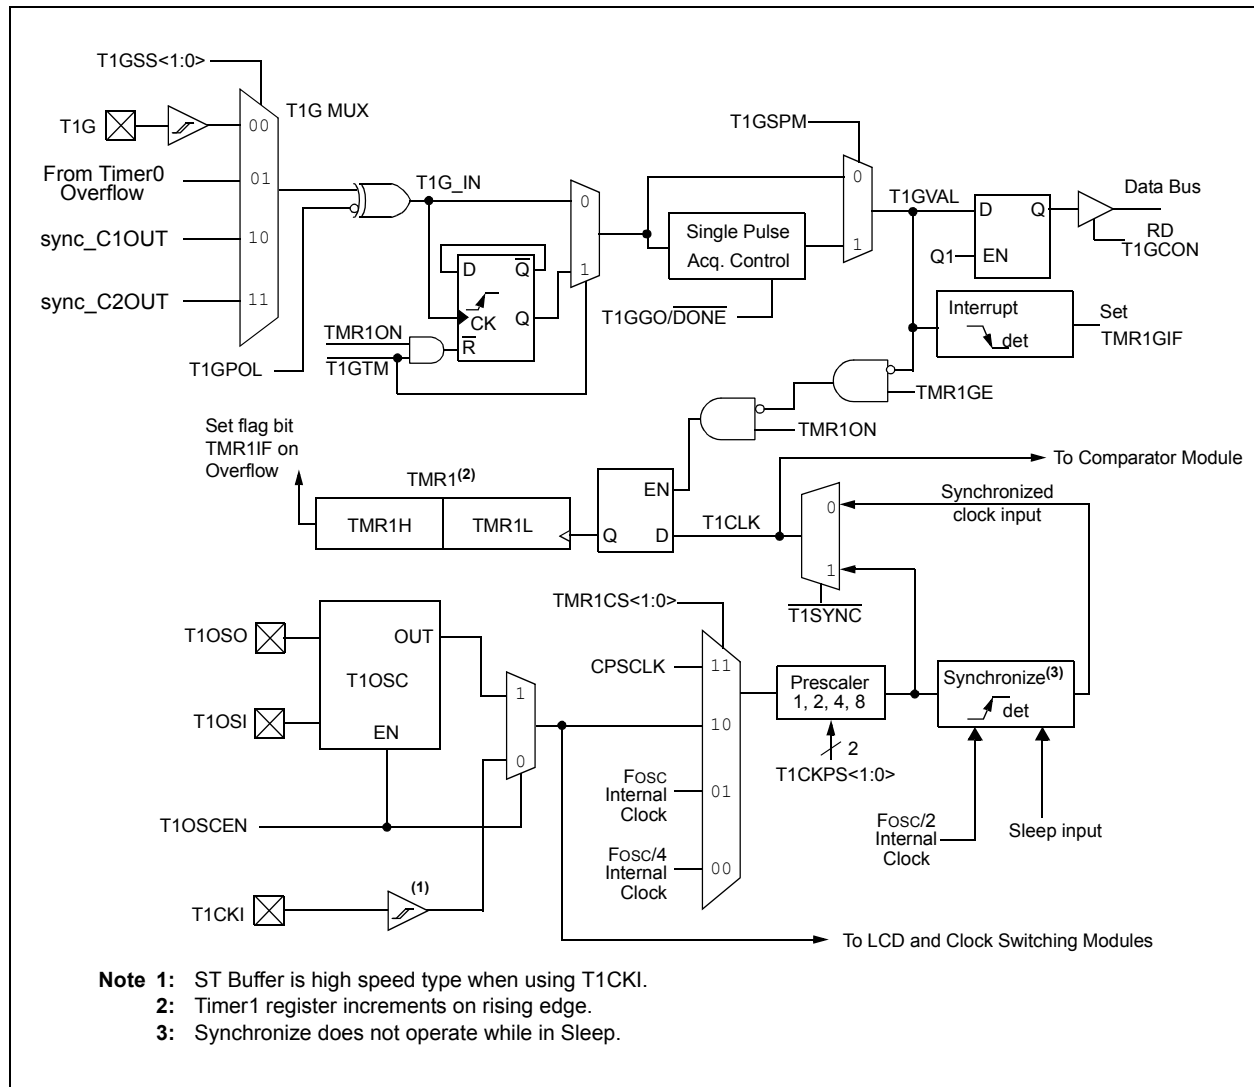 T1GSS<1:0>
T1G MUX
T1G
00
From Timer0
Overflow
01
sync_C1OUT
10
sync_C2OUT
11
T1GPOL
T1G_IN
0
1
D
Q
CK
Q
R
TMR1ON
T1GTM
T1GSPM
0
1
Single Pulse
Acq. Control
T1GGO/DONE
T1GVAL
D
Q
Q1
EN
Data Bus
RD
T1GCON
Interrupt
det
Set
TMR1GIF
TMR1GE
TMR1ON
Set flag bit
TMR1IF on
Overflow
TMR1(2)
TMR1H
TMR1L
EN
Q
D
T1CLK
To Comparator Module
0
1
Synchronized
clock input
T1SYNC
T1OSO
T1OSI
OUT
T1OSC
EN
1
0
T1OSCEN
T1CKI
(1)
TMR1CS<1:0>
CPSCLK
11
10
FOSC
Internal
Clock
01
FOSC/4
Internal
Clock
00
Prescaler
1, 2, 4, 8
2
T1CKPS<1:0>
Synchronize(3)
det
FOSC/2
Internal
Clock
Sleep input
To LCD and Clock Switching Modules
Note 1: ST Buffer is high speed type when using T1CKI.
2: Timer1 register increments on rising edge.
3: Synchronize does not operate while in Sleep.